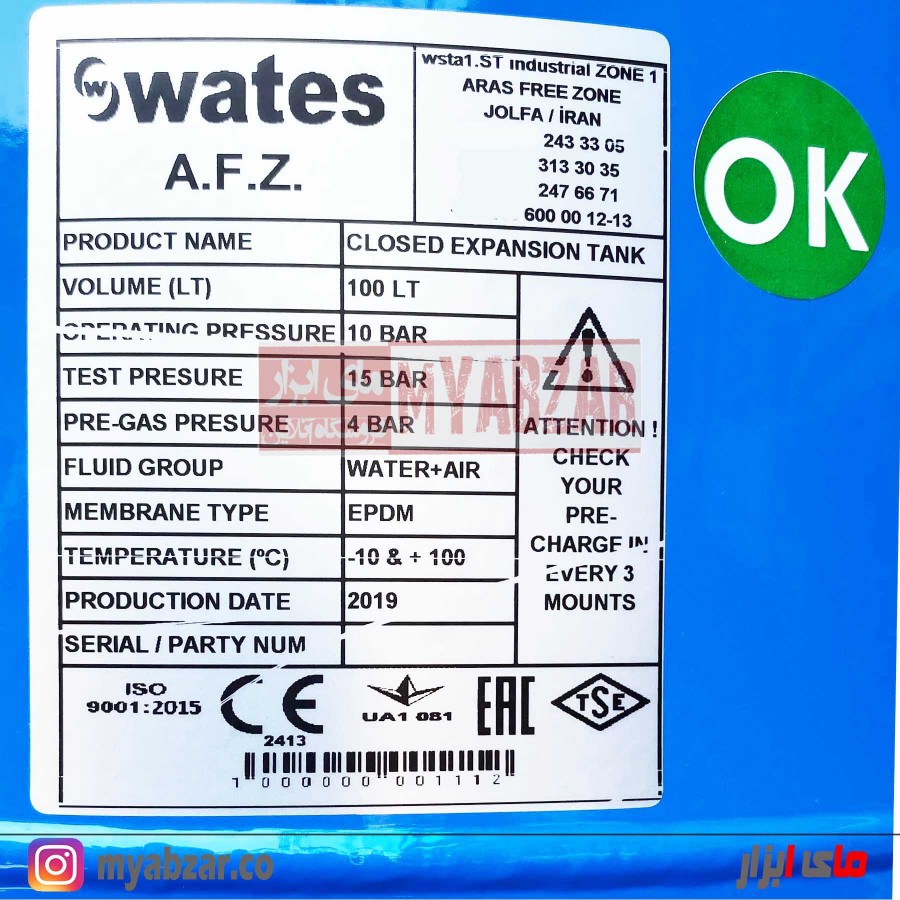 wates
A.F.Z.
wsta1.ST industrial ZONE 1
ARAS FREE ZONE
JOLFA / İRAN
243 33 05
313 30 35
247 66 71
600 00 12-13
OK
PRODUCT NAME CLOSED EXPANSION TANK
VOLUME (LT) 100 LT
OPERATING PRESSURE 10 BAR
TEST PRESURE 15 BAR
PRE-GAS PRESURE 4 BAR
FLUID GROUP WATER+AIR
MEMBRANE TYPE EPDM
TEMPERATURE (ºC) -10 & + 100
PRODUCTION DATE 2019
SERIAL / PARTY NUM
ATTENTION !
CHECK
YOUR
PRE-
CHARGE IN
EVERY 3
MOUNTS
مای ابزار
فروشگاه آنلاین
MYABZAR
ISO
9001:2015
CE
2413
UA1 081
EAC
TSE
1 000000 001112
myabzar.co
مای ابزار